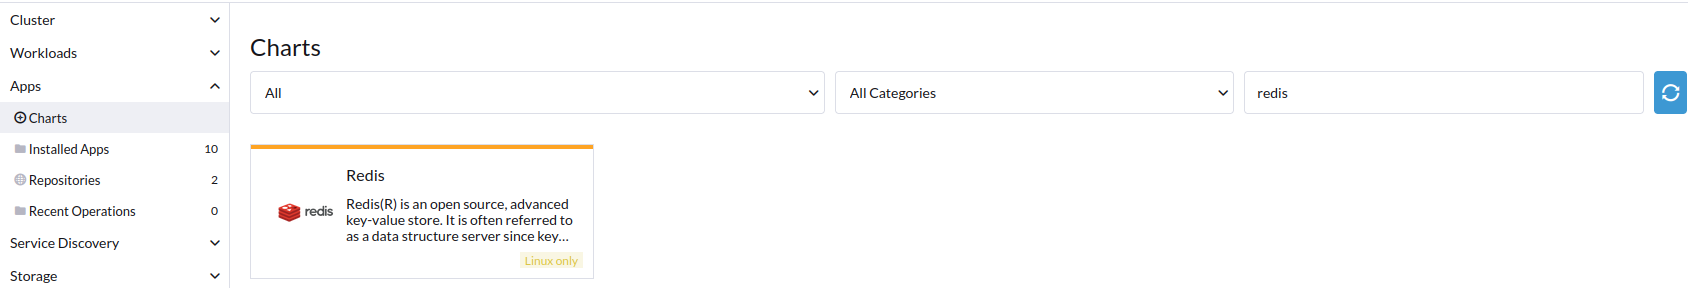 Cluster
Workloads
Apps
Charts
Installed Apps 10
Repositories 2
Recent Operations 0
Service Discovery
Storage
Charts
All
All Categories
redis
redis
Redis
Redis(R) is an open source, advanced
key-value store. It is often referred to
as a data structure server since key...
Linux only